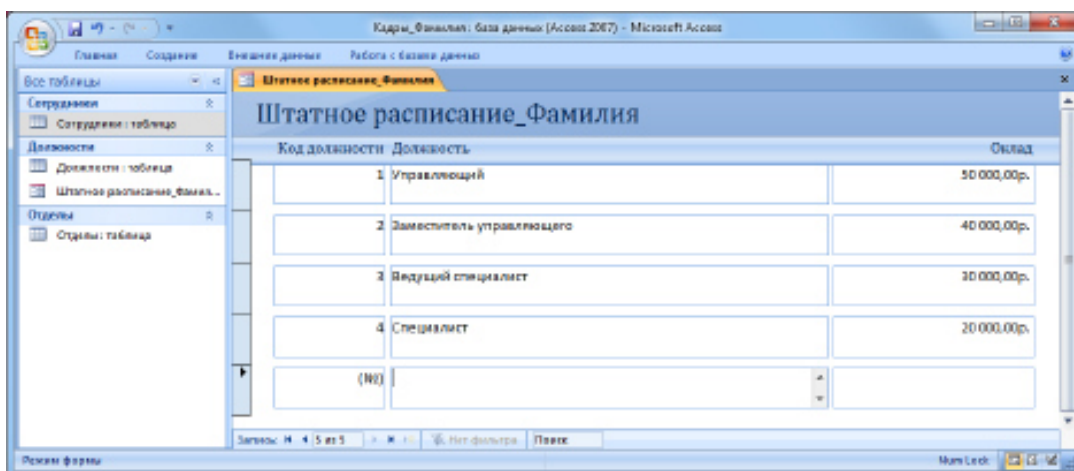 Кадры_Фамилия : база данных (Access 2007) - Microsoft Access
Главная Создание Внешние данные Работа с базами данных
Все таблицы
Штатное расписание_Фамилия
Сотрудники
Сотрудники : таблица
Должности
Должности : таблица
Штатное расписание_Фамил...
Отделы
Отделы : таблица
Штатное расписание_Фамилия
Код должности Должность Оклад
1 Управляющий 50 000,00р.
2 Заместитель управляющего 40 000,00р.
3 Ведущий специалист 30 000,00р.
4 Специалист 20 000,00р.
(№)
Запись: 5 из 5 Нет фильтра Поиск
Режим формы Num Lock